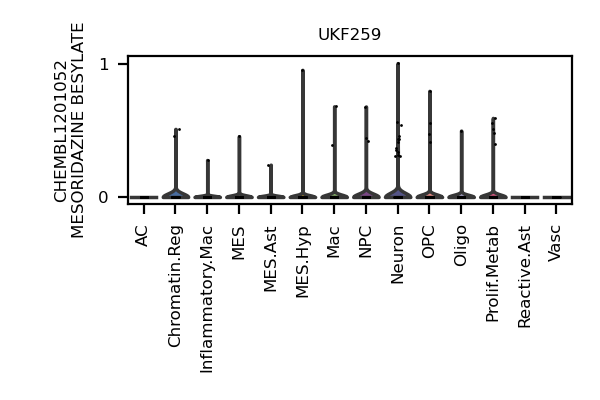 UKF259
CHEMBL1201052
MESORIDAZINE BESYLATE
1
0
AC
Chromatin.Reg
Inflammatory.Mac
MES
MES.Ast
MES.Hyp
Mac
NPC
Neuron
OPC
Oligo
Prolif.Metab
Reactive.Ast
Vasc